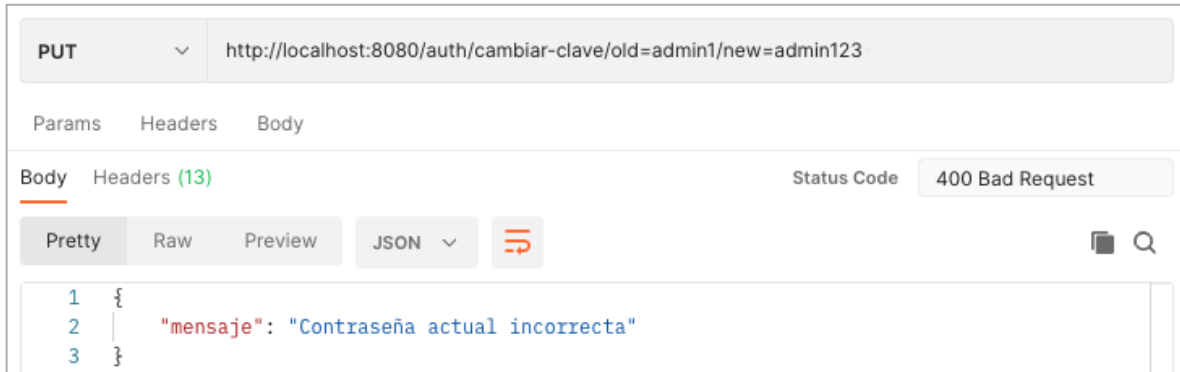 PUT http://localhost:8080/auth/cambiar-clave/old=admin1/new=admin123
Params Headers Body
Body Headers (13) Status Code 400 Bad Request
Pretty Raw Preview JSON
1 {
2 "mensaje": "Contraseña actual incorrecta"
3 }